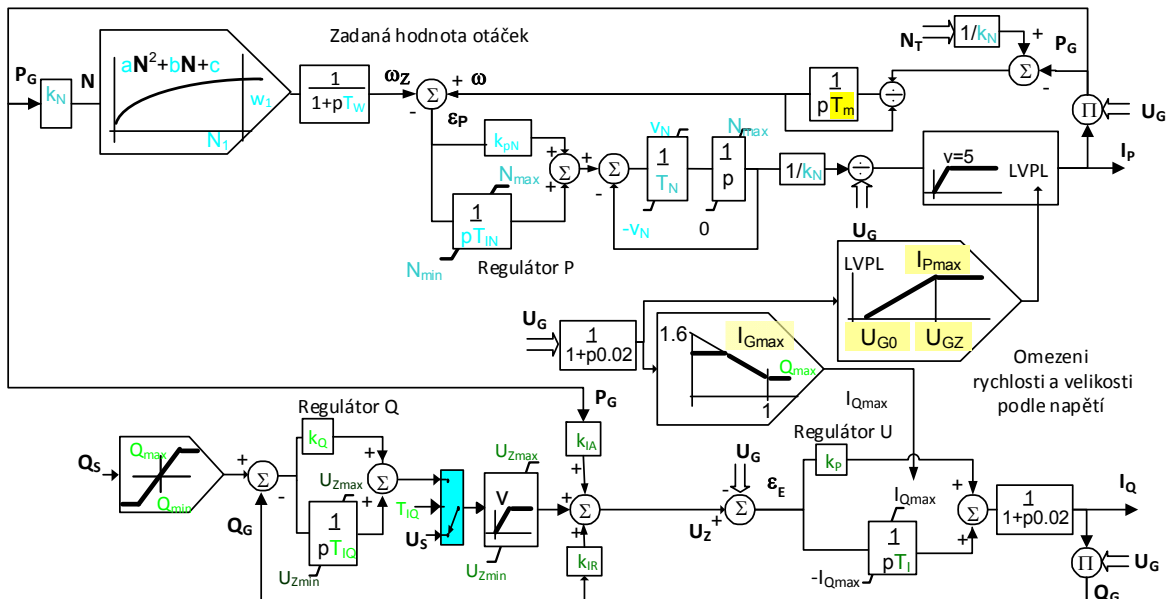 Zadaná hodnota otáček
N_T
1/k_N
+
P_G
Σ
-
P_G
k_N
N
aN²+bN+c
w_1
N_1
1
1+pT_W
ω_Z
+
ω
Σ
-
ε_P
1
pT_m
÷
Π
U_G
I_P
k_pN
+
Σ
+
N_max
1
pT_IN
N_min
Regulátor P
+
Σ
-
v_N
1
T_N
-v_N
N_max
1
p
0
1/k_N
÷
U_G
v=5
LVPL
LVPL
I_Pmax
U_G0
U_GZ
U_G
1
1+p0.02
1.6
I_Gmax
Q_max
1
Omezeni
rychlosti a velikosti
podle napětí
P_G
I_Qmax
Regulátor Q
Regulátor U
Q_S
Q_max
Q_min
+
Σ
-
Q_G
k_Q
U_Zmax
1
pT_IQ
U_Zmin
+
Σ
+
T_IQ
U_S
U_Zmax
v
U_Zmin
k_IA
+
+
Σ
+
k_IR
U_G
-
U_Z
+
Σ
ε_E
k_P
I_Qmax
1
pT_I
-I_Qmax
+
Σ
+
1
1+p0.02
I_Q
Π
U_G
Q_G